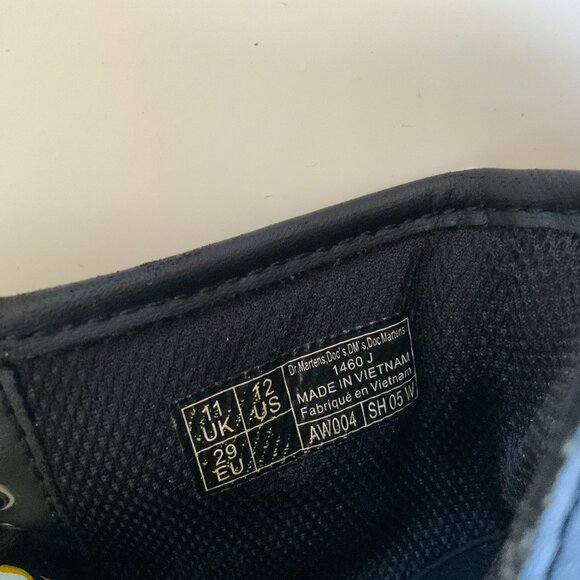 11 UK
12 US
29 EU
Dr.Martens,Doc's,DM's,Doc Martens
1460 J
MADE IN VIETNAM
Fabriqué en Vietnam
AW004
SH 05 W